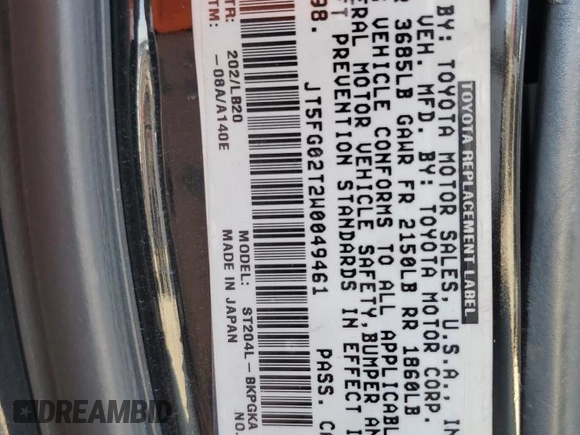 TOYOTA REPLACEMENT LABEL
BY: TOYOTA MOTOR SALES, U.S.A., IN
VEH. MFD. BY: TOYOTA MOTOR CORP.
3685LB GAWR FR 2150LB RR 1860LB
VEHICLE CONFORMS TO ALL APPLICAB
ERAL MOTOR VEHICLE SAFETY, BUMPER AN
FT PREVENTION STANDARDS IN EFFECT
98.
JT5FG02T2W0049461 PASS. CA
TR: 202/LB20
-08A/A140E
MODEL: ST204L-BKPGKA
MADE IN JAPAN NO.
DREAMBID